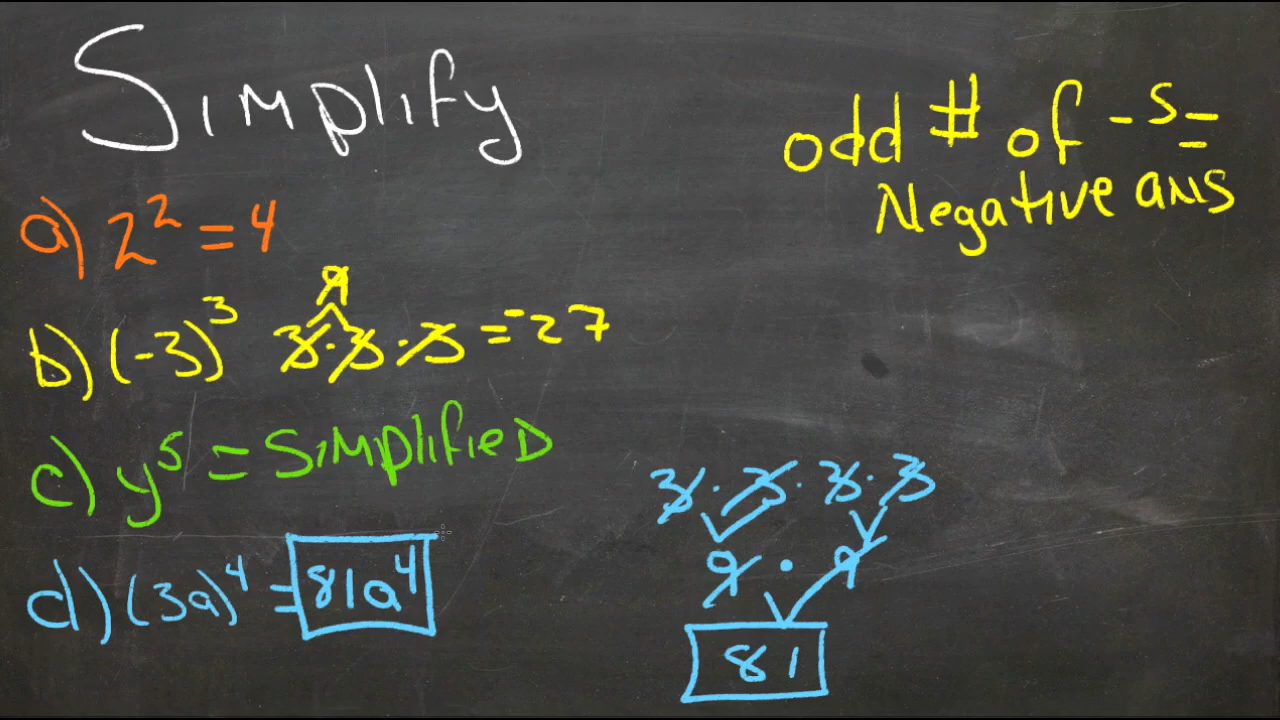 Simplify
odd # of -s = -
Negative ans
a) 2² = 4
9
b) (-3)³ 3·3·3 = -27
c) y⁵ = Simplified
d) (3a)⁴ = 81a⁴
3·3·3·3
9·9
81